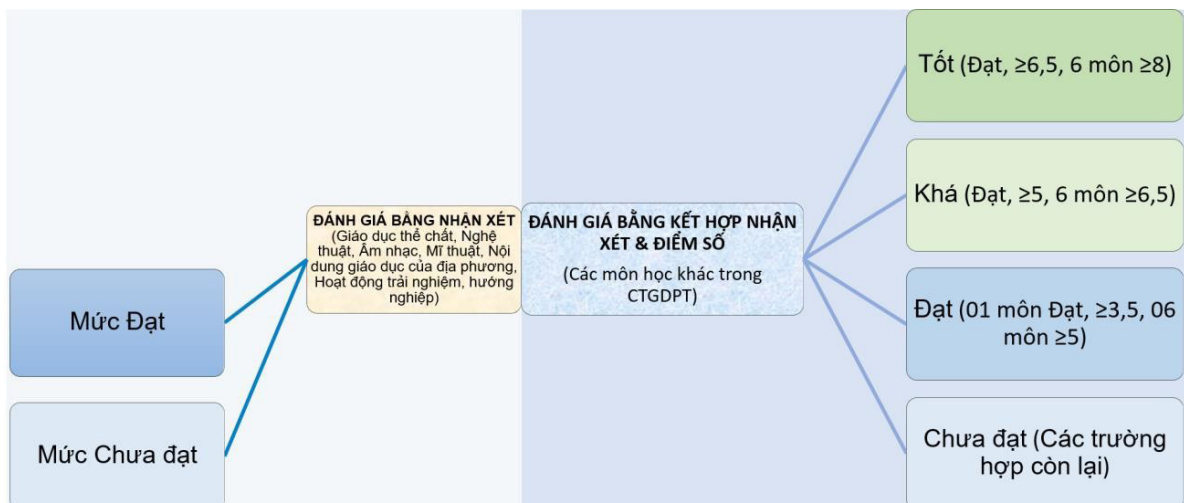 Mức Đạt
Mức Chưa đạt
ĐÁNH GIÁ BẰNG NHẬN XÉT
(Giáo dục thể chất, Nghệ
thuật, Âm nhạc, Mĩ thuật, Nội
dung giáo dục của địa phương,
Hoạt động trải nghiệm, hướng
nghiệp)
ĐÁNH GIÁ BẰNG KẾT HỢP NHẬN
XÉT & ĐIỂM SỐ
(Các môn học khác trong
CTGDPT)
Tốt (Đạt, ≥6,5, 6 môn ≥8)
Khá (Đạt, ≥5, 6 môn ≥6,5)
Đạt (01 môn Đạt, ≥3,5, 06
môn ≥5)
Chưa đạt (Các trường
hợp còn lại)